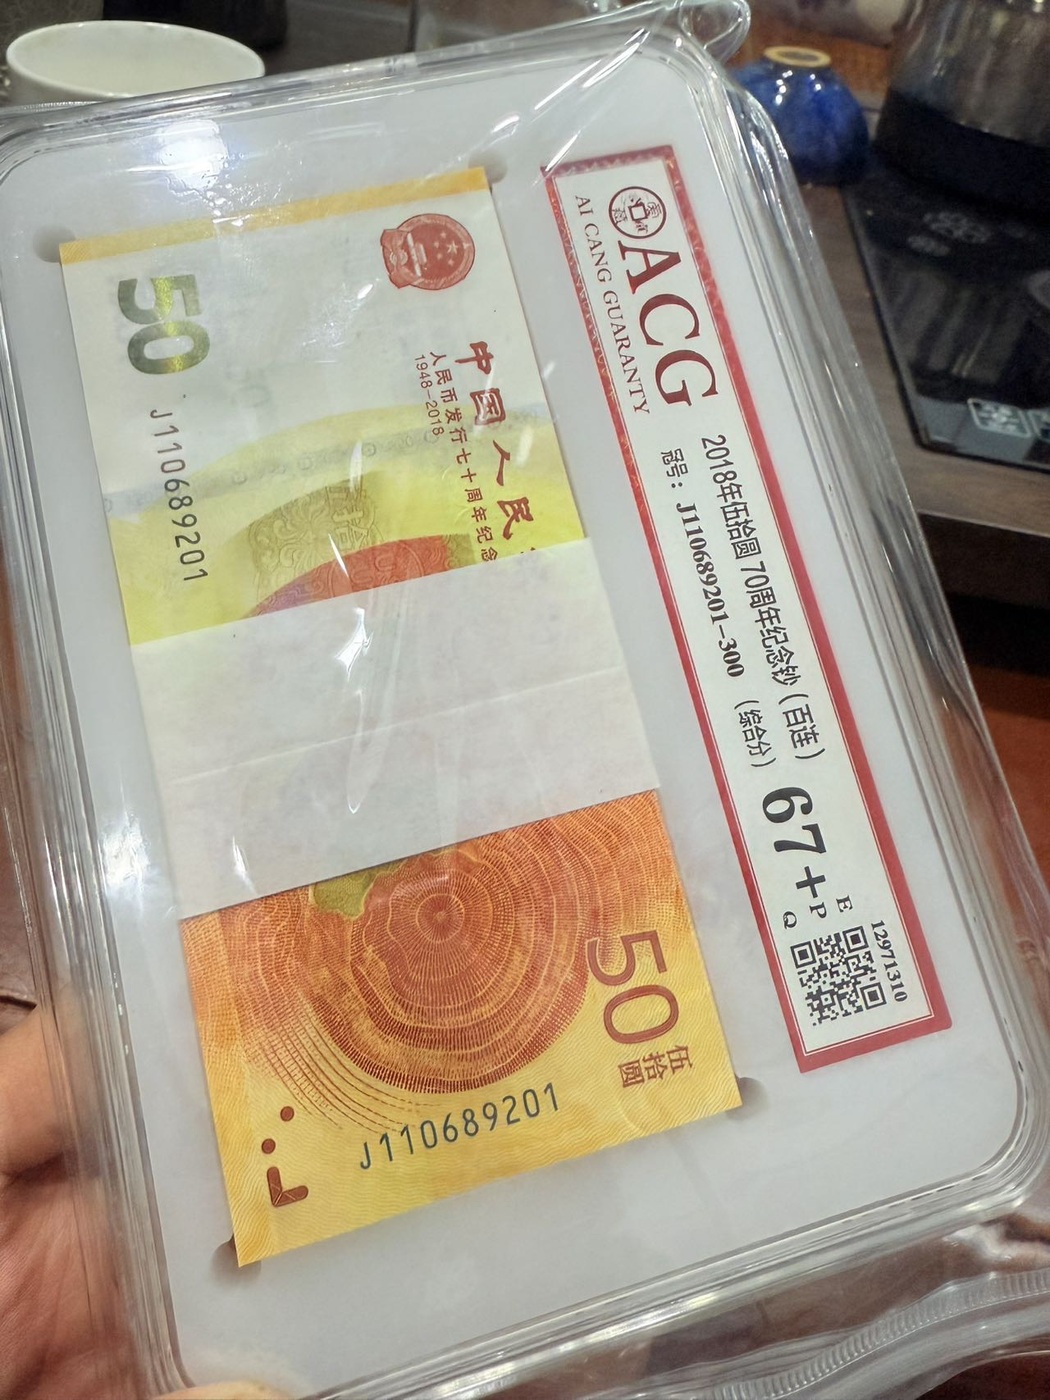 ACG
AI CANG GUARANTY
2018年伍拾圆 70周年纪念钞（百连）
冠号： J110689201-300 （综合分）
67+
E
P
Q
12971310
中国人民
人民币发行七十周年纪念
1948-2018
50
J110689201
50
伍拾圆
J110689201